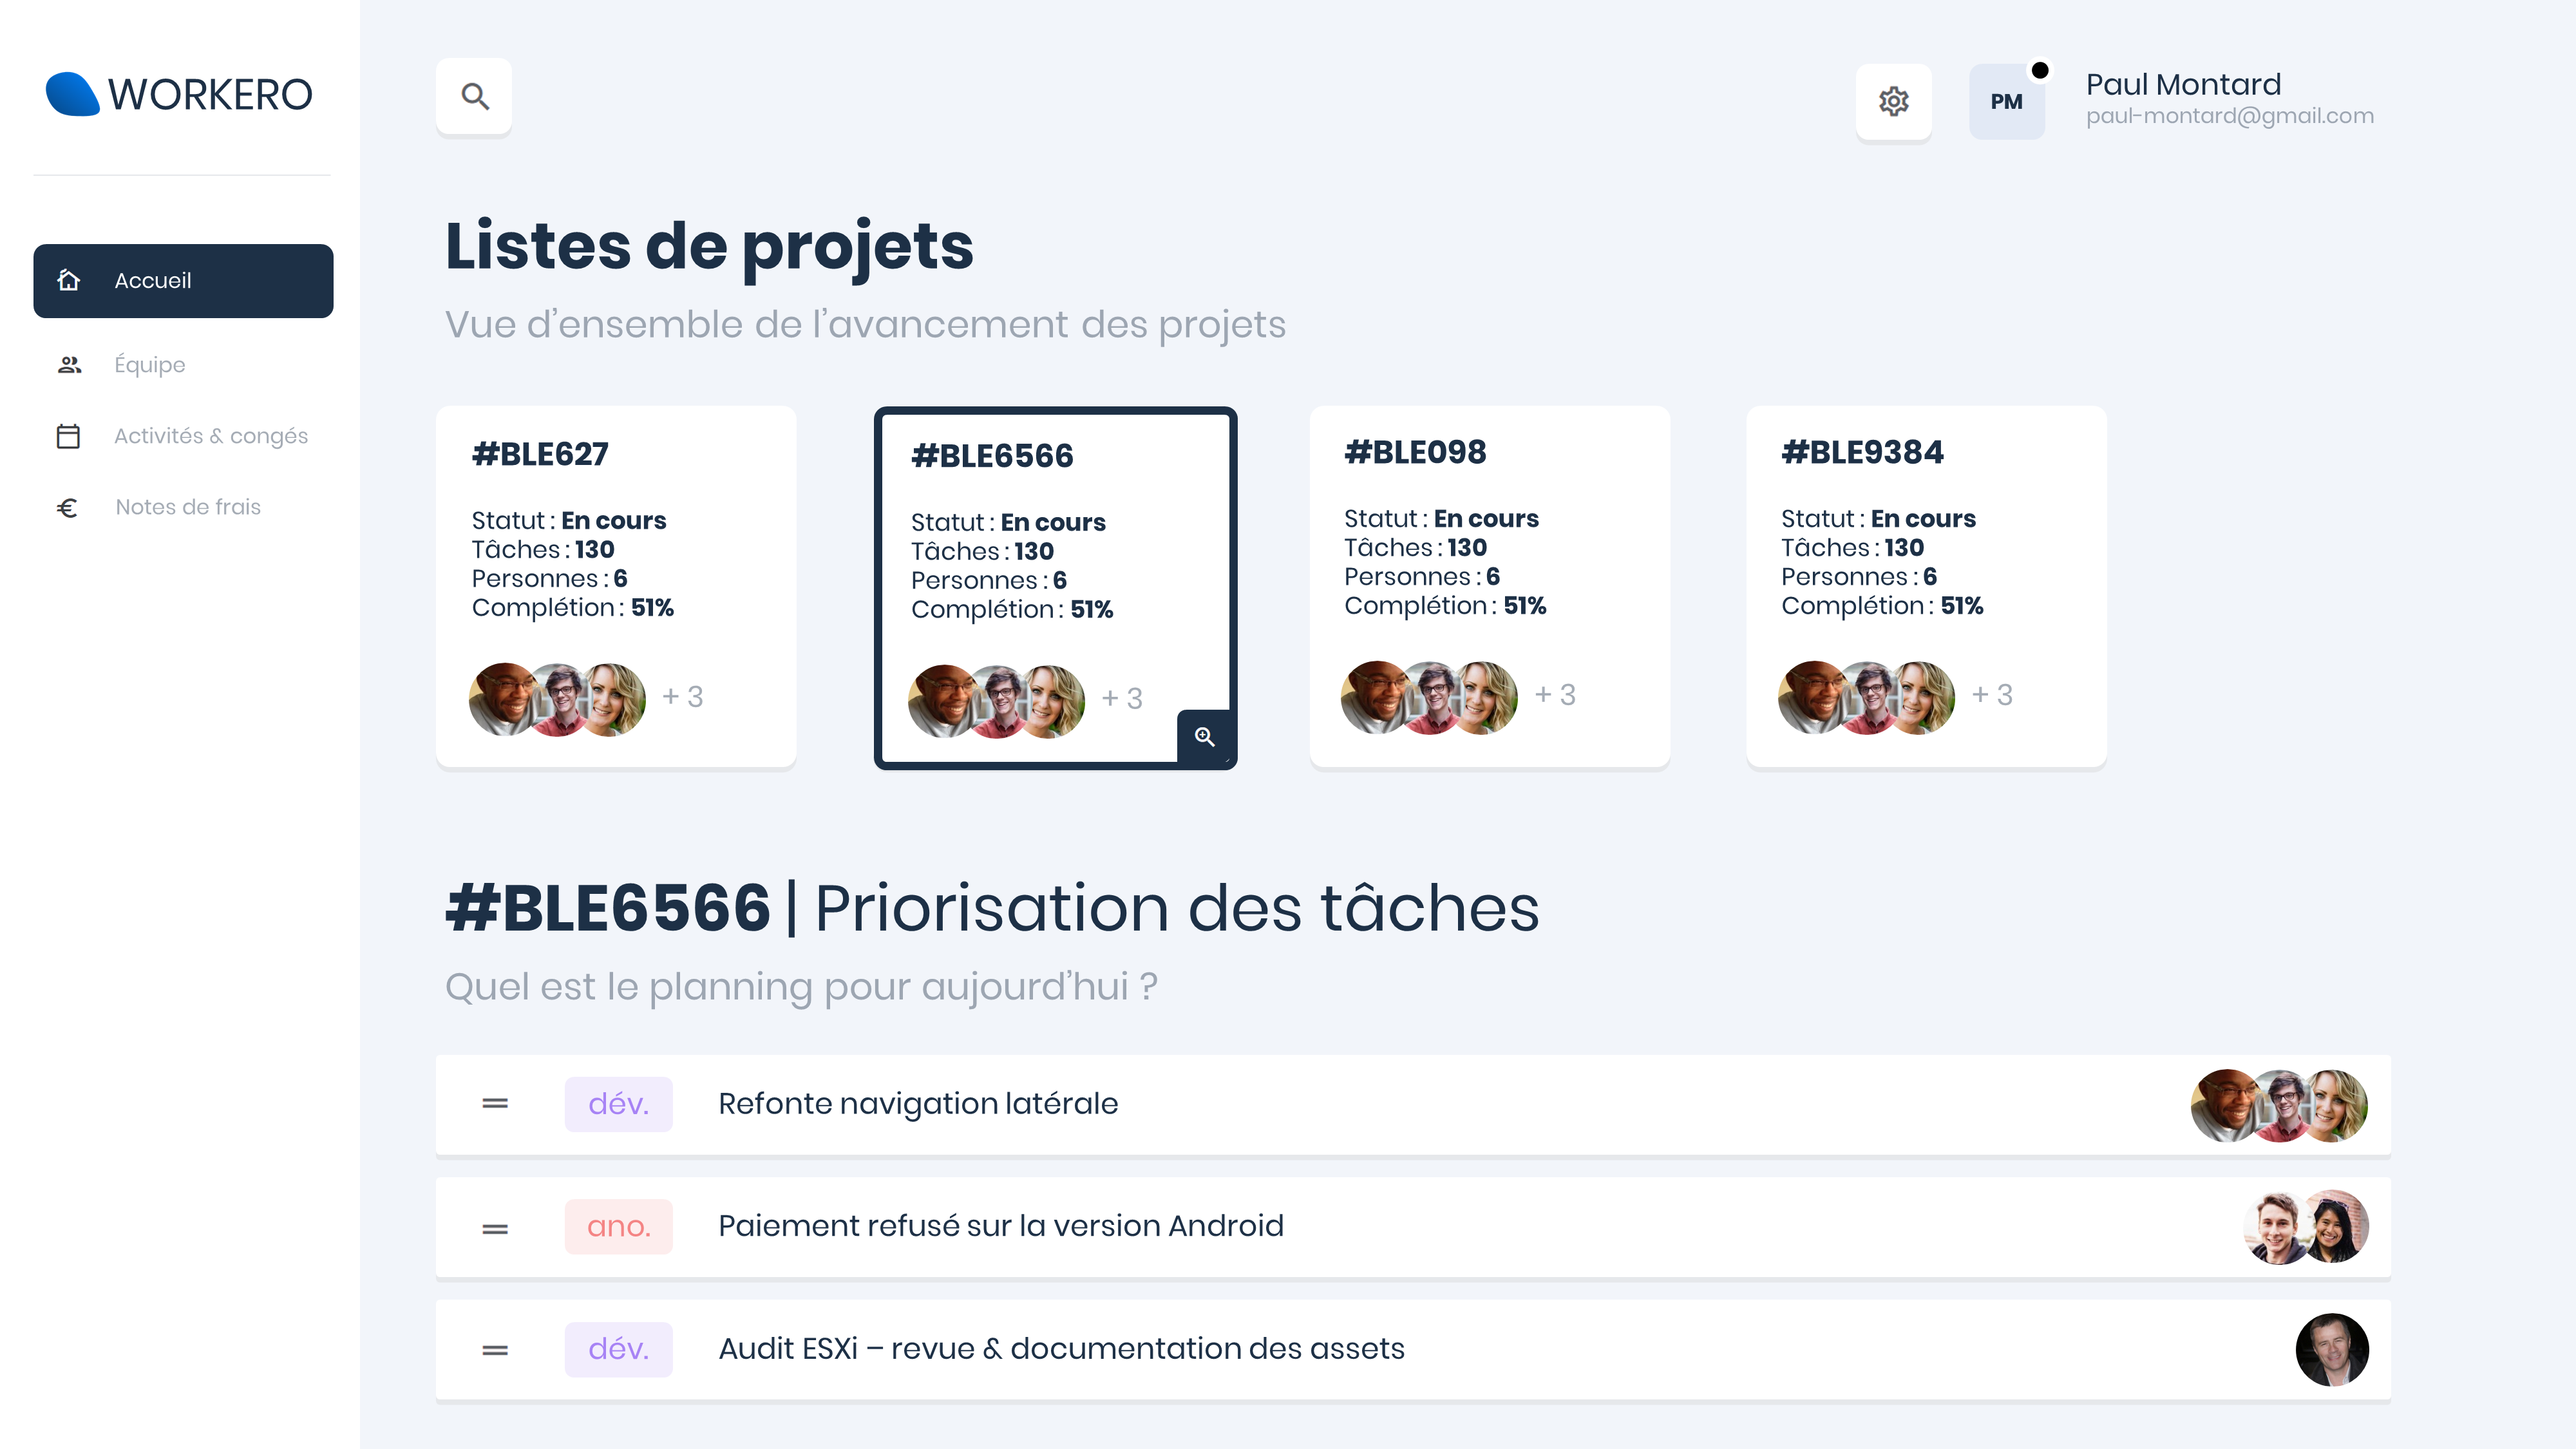 WORKERO
PM
Paul Montard
paul-montard@gmail.com
Accueil
Équipe
Activités & congés
Notes de frais
Listes de projets
Vue d’ensemble de l’avancement des projets
#BLE627
Statut : En cours
Tâches : 130
Personnes : 6
Complétion : 51%
+ 3
#BLE6566
Statut : En cours
Tâches : 130
Personnes : 6
Complétion : 51%
+ 3
#BLE098
Statut : En cours
Tâches : 130
Personnes : 6
Complétion : 51%
+ 3
#BLE9384
Statut : En cours
Tâches : 130
Personnes : 6
Complétion : 51%
+ 3
#BLE6566 | Priorisation des tâches
Quel est le planning pour aujourd’hui ?
dév. Refonte navigation latérale
ano. Paiement refusé sur la version Android
dév. Audit ESXi – revue & documentation des assets